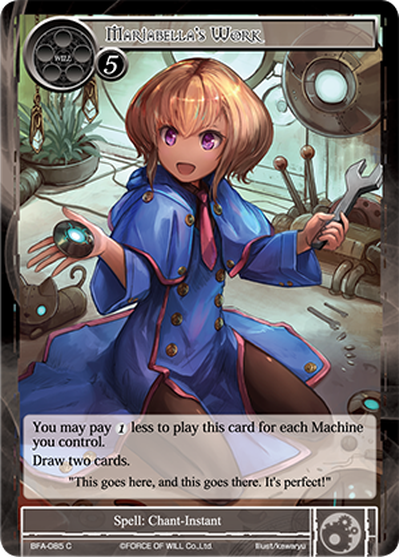 Marjabella's Work
WILL
5
You may pay 1 less to play this card for each Machine
you control.
Draw two cards.
"This goes here, and this goes there. It's perfect!"
Spell: Chant-Instant
BFA-085 C ©FORCE OF WILL Co.,Ltd. Illust/kawaryu